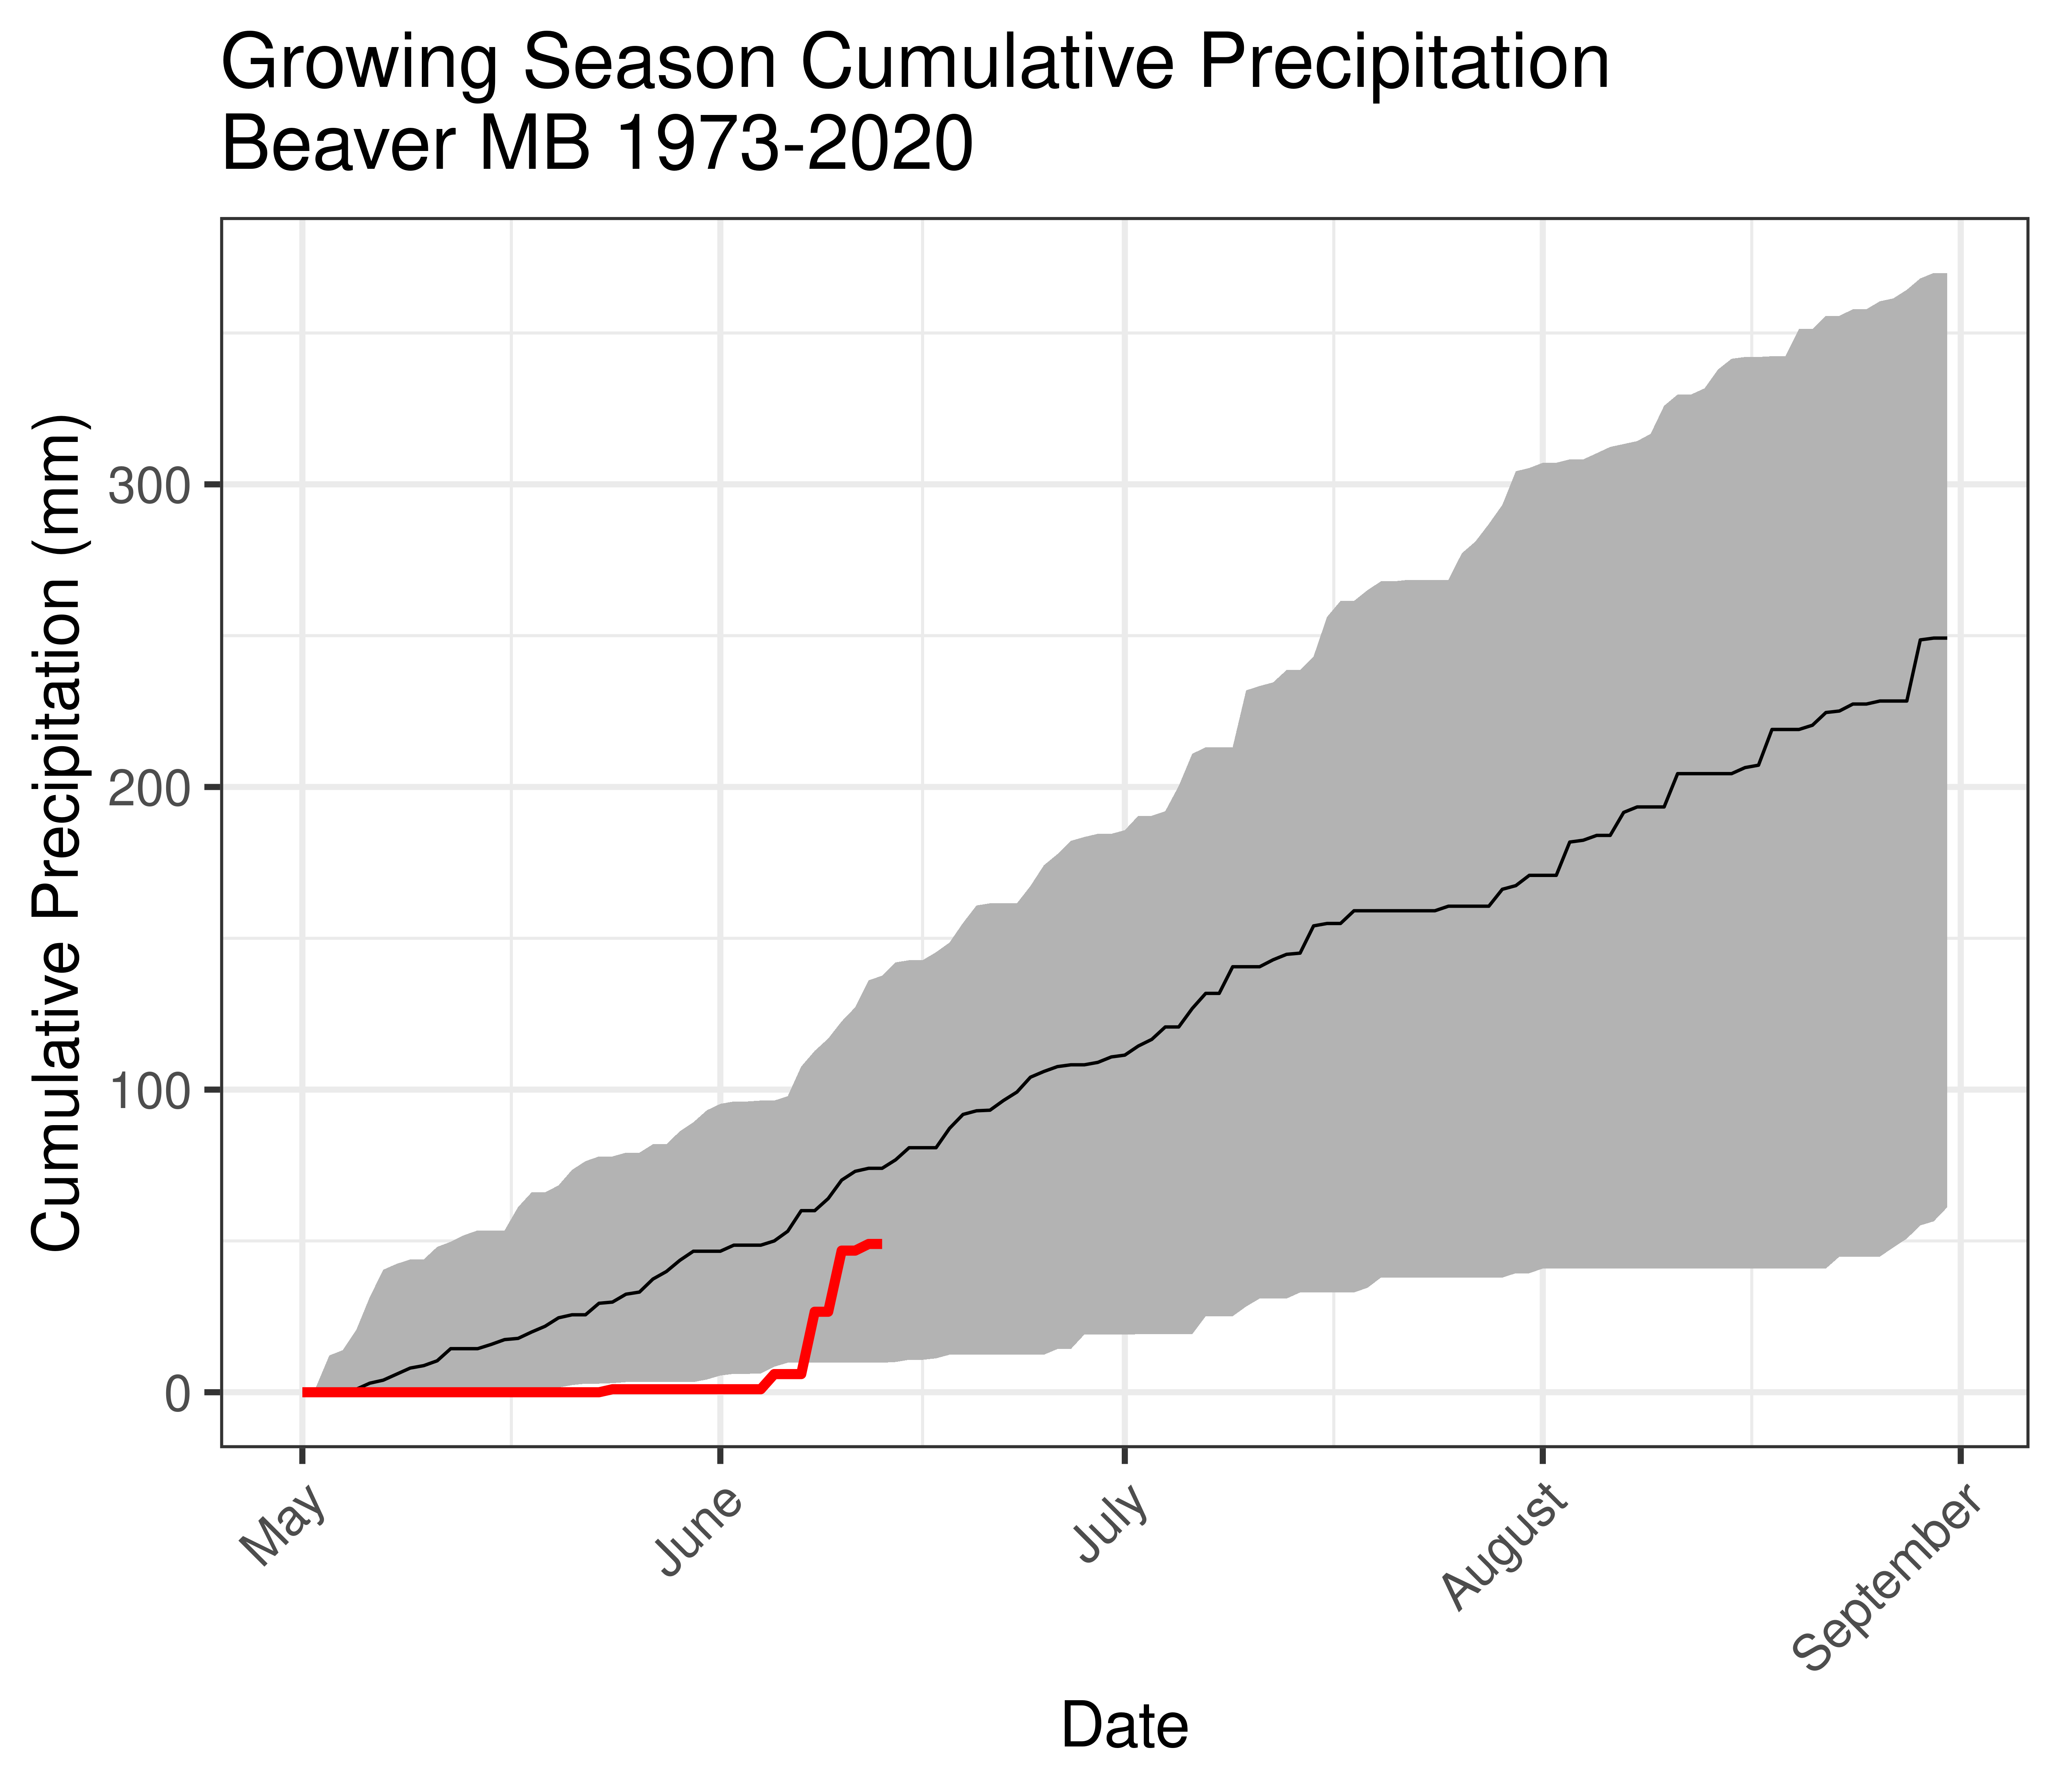 Growing Season Cumulative Precipitation
Beaver MB 1973-2020
Cumulative Precipitation (mm)
300
200
100
0
May
June
July
August
September
Date